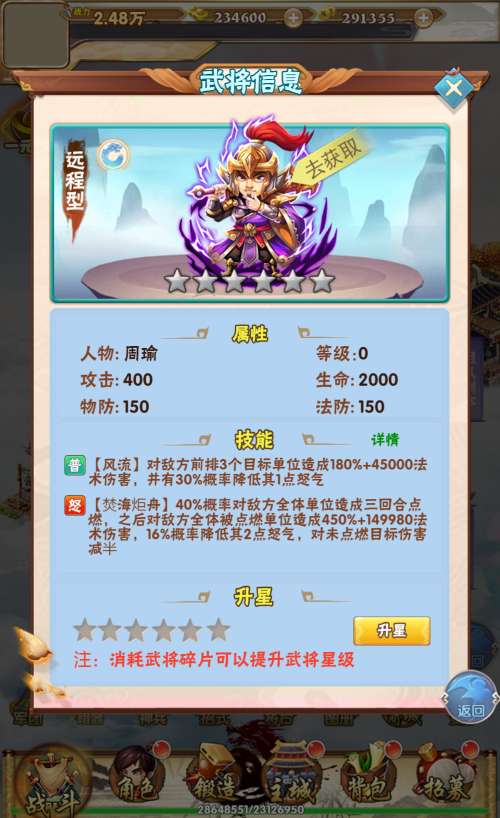 战力 2.48万 234600 291355
武将信息
远程型
去获取
属性
人物: 周瑜 等级:0
攻击: 400 生命: 2000
物防: 150 法防: 150
技能 详情
普 【风流】对敌方前排3个目标单位造成180%+45000法
术伤害，并有30%概率降低其1点怒气
怒 【焚海炬舟】40%概率对敌方全体单位造成三回合点
燃，之后对敌方全体被点燃单位造成450%+149980法
术伤害，16%概率降低其2点怒气，对未点燃目标伤害
减半
升星
升星
注：消耗武将碎片可以提升武将星级
返回
军团
战斗 角色 锻造 主城 背包 招募
28648551/23126950